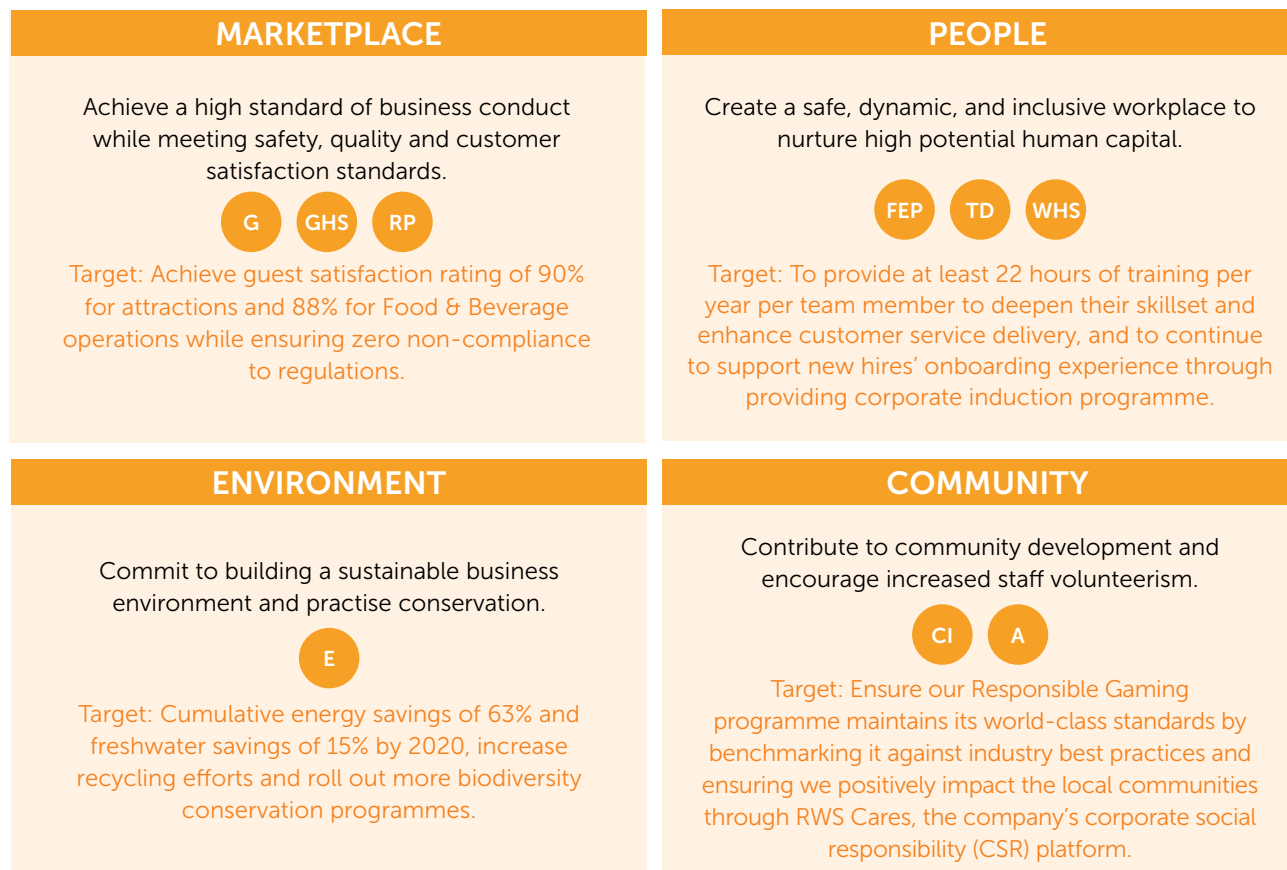 MARKETPLACE
Achieve a high standard of business conduct
while meeting safety, quality and customer
satisfaction standards.
G GHS RP
Target: Achieve guest satisfaction rating of 90%
for attractions and 88% for Food & Beverage
operations while ensuring zero non-compliance
to regulations.
PEOPLE
Create a safe, dynamic, and inclusive workplace to
nurture high potential human capital.
FEP TD WHS
Target: To provide at least 22 hours of training per
year per team member to deepen their skillset and
enhance customer service delivery, and to continue
to support new hires’ onboarding experience through
providing corporate induction programme.
ENVIRONMENT
Commit to building a sustainable business
environment and practise conservation.
E
Target: Cumulative energy savings of 63% and
freshwater savings of 15% by 2020, increase
recycling efforts and roll out more biodiversity
conservation programmes.
COMMUNITY
Contribute to community development and
encourage increased staff volunteerism.
CI A
Target: Ensure our Responsible Gaming
programme maintains its world-class standards by
benchmarking it against industry best practices and
ensuring we positively impact the local communities
through RWS Cares, the company’s corporate social
responsibility (CSR) platform.